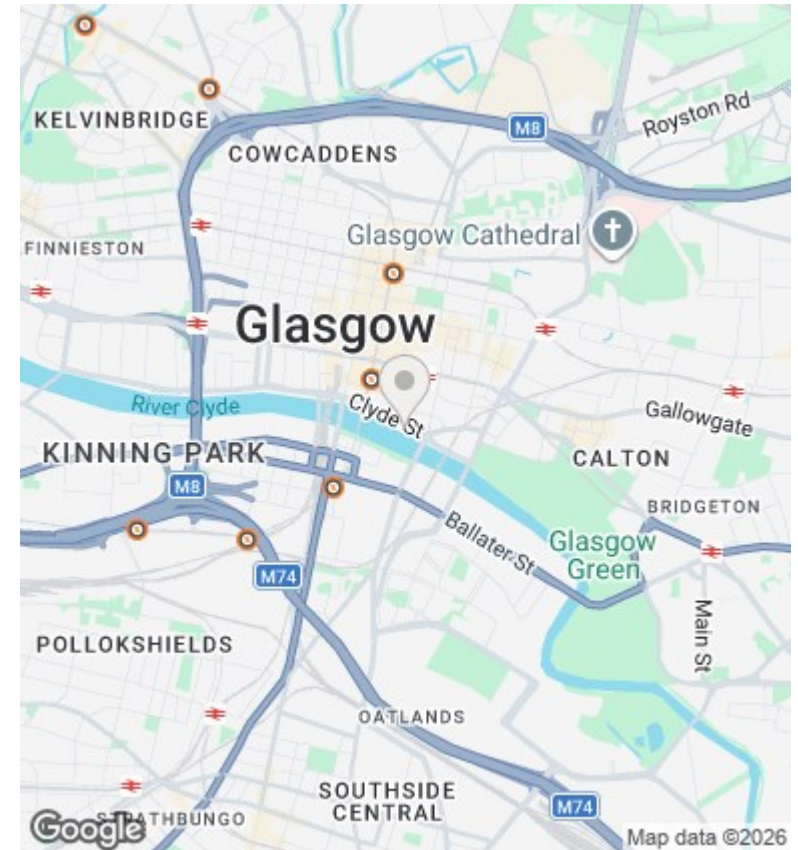 KELVINBRIDGE
M8
Royston Rd
COWCADDENS
Glasgow Cathedral
FINNIESTON
Glasgow
River Clyde
Clyde St
Gallowgate
KINNING PARK
CALTON
M8
BRIDGETON
Ballater St
Glasgow
Green
M74
Main St
POLLOKSHIELDS
OATLANDS
SOUTHSIDE
CENTRAL
M74
STRATHBUNGO
Google
Map data ©2026